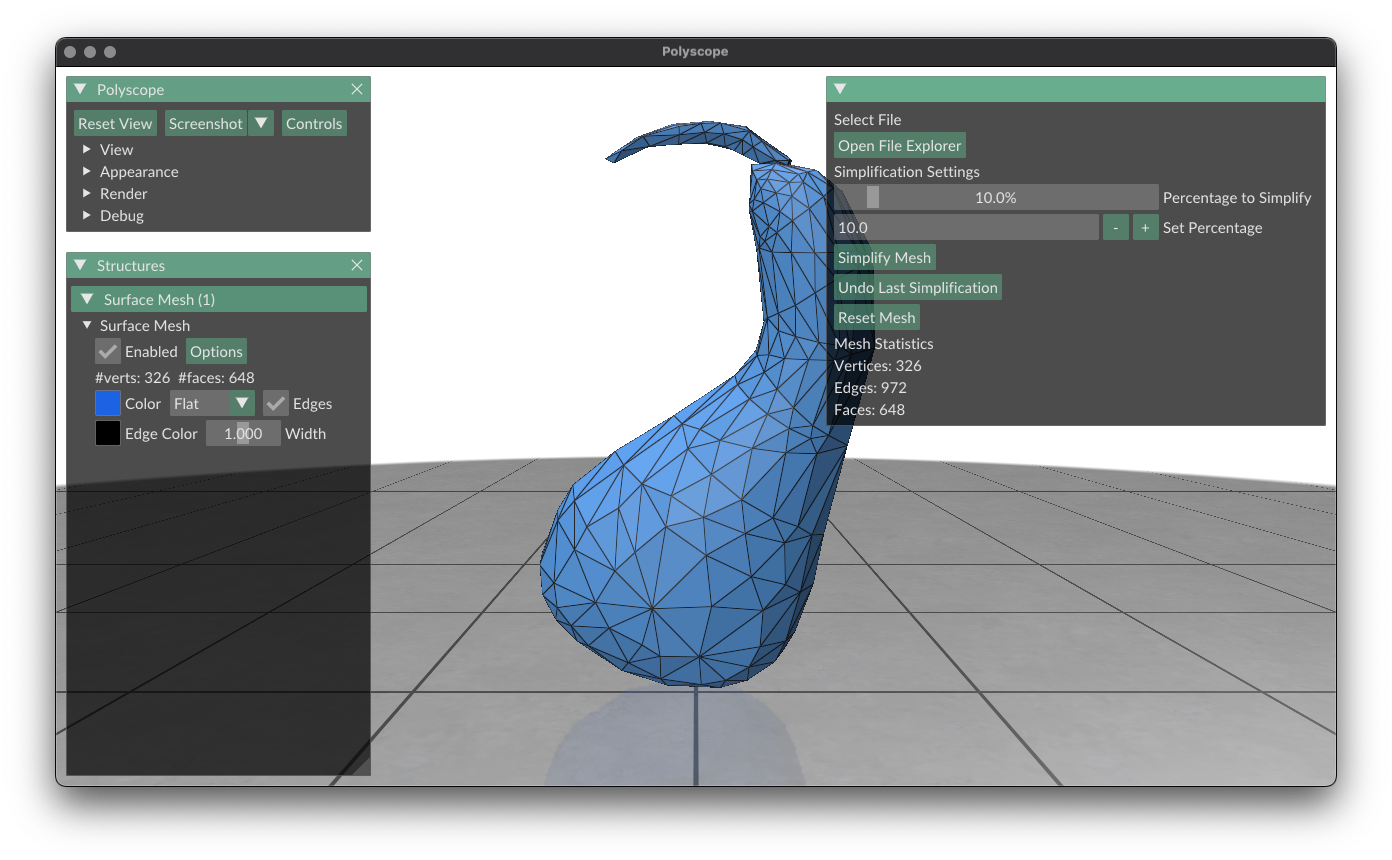 Polyscope
Polyscope
Reset View Screenshot Controls
View
Appearance
Render
Debug
Structures
Surface Mesh (1)
Surface Mesh
Enabled Options
#verts: 326 #faces: 648
Color Flat Edges
Edge Color 1.000 Width
Select File
Open File Explorer
Simplification Settings
10.0% Percentage to Simplify
10.0 - + Set Percentage
Simplify Mesh
Undo Last Simplification
Reset Mesh
Mesh Statistics
Vertices: 326
Edges: 972
Faces: 648